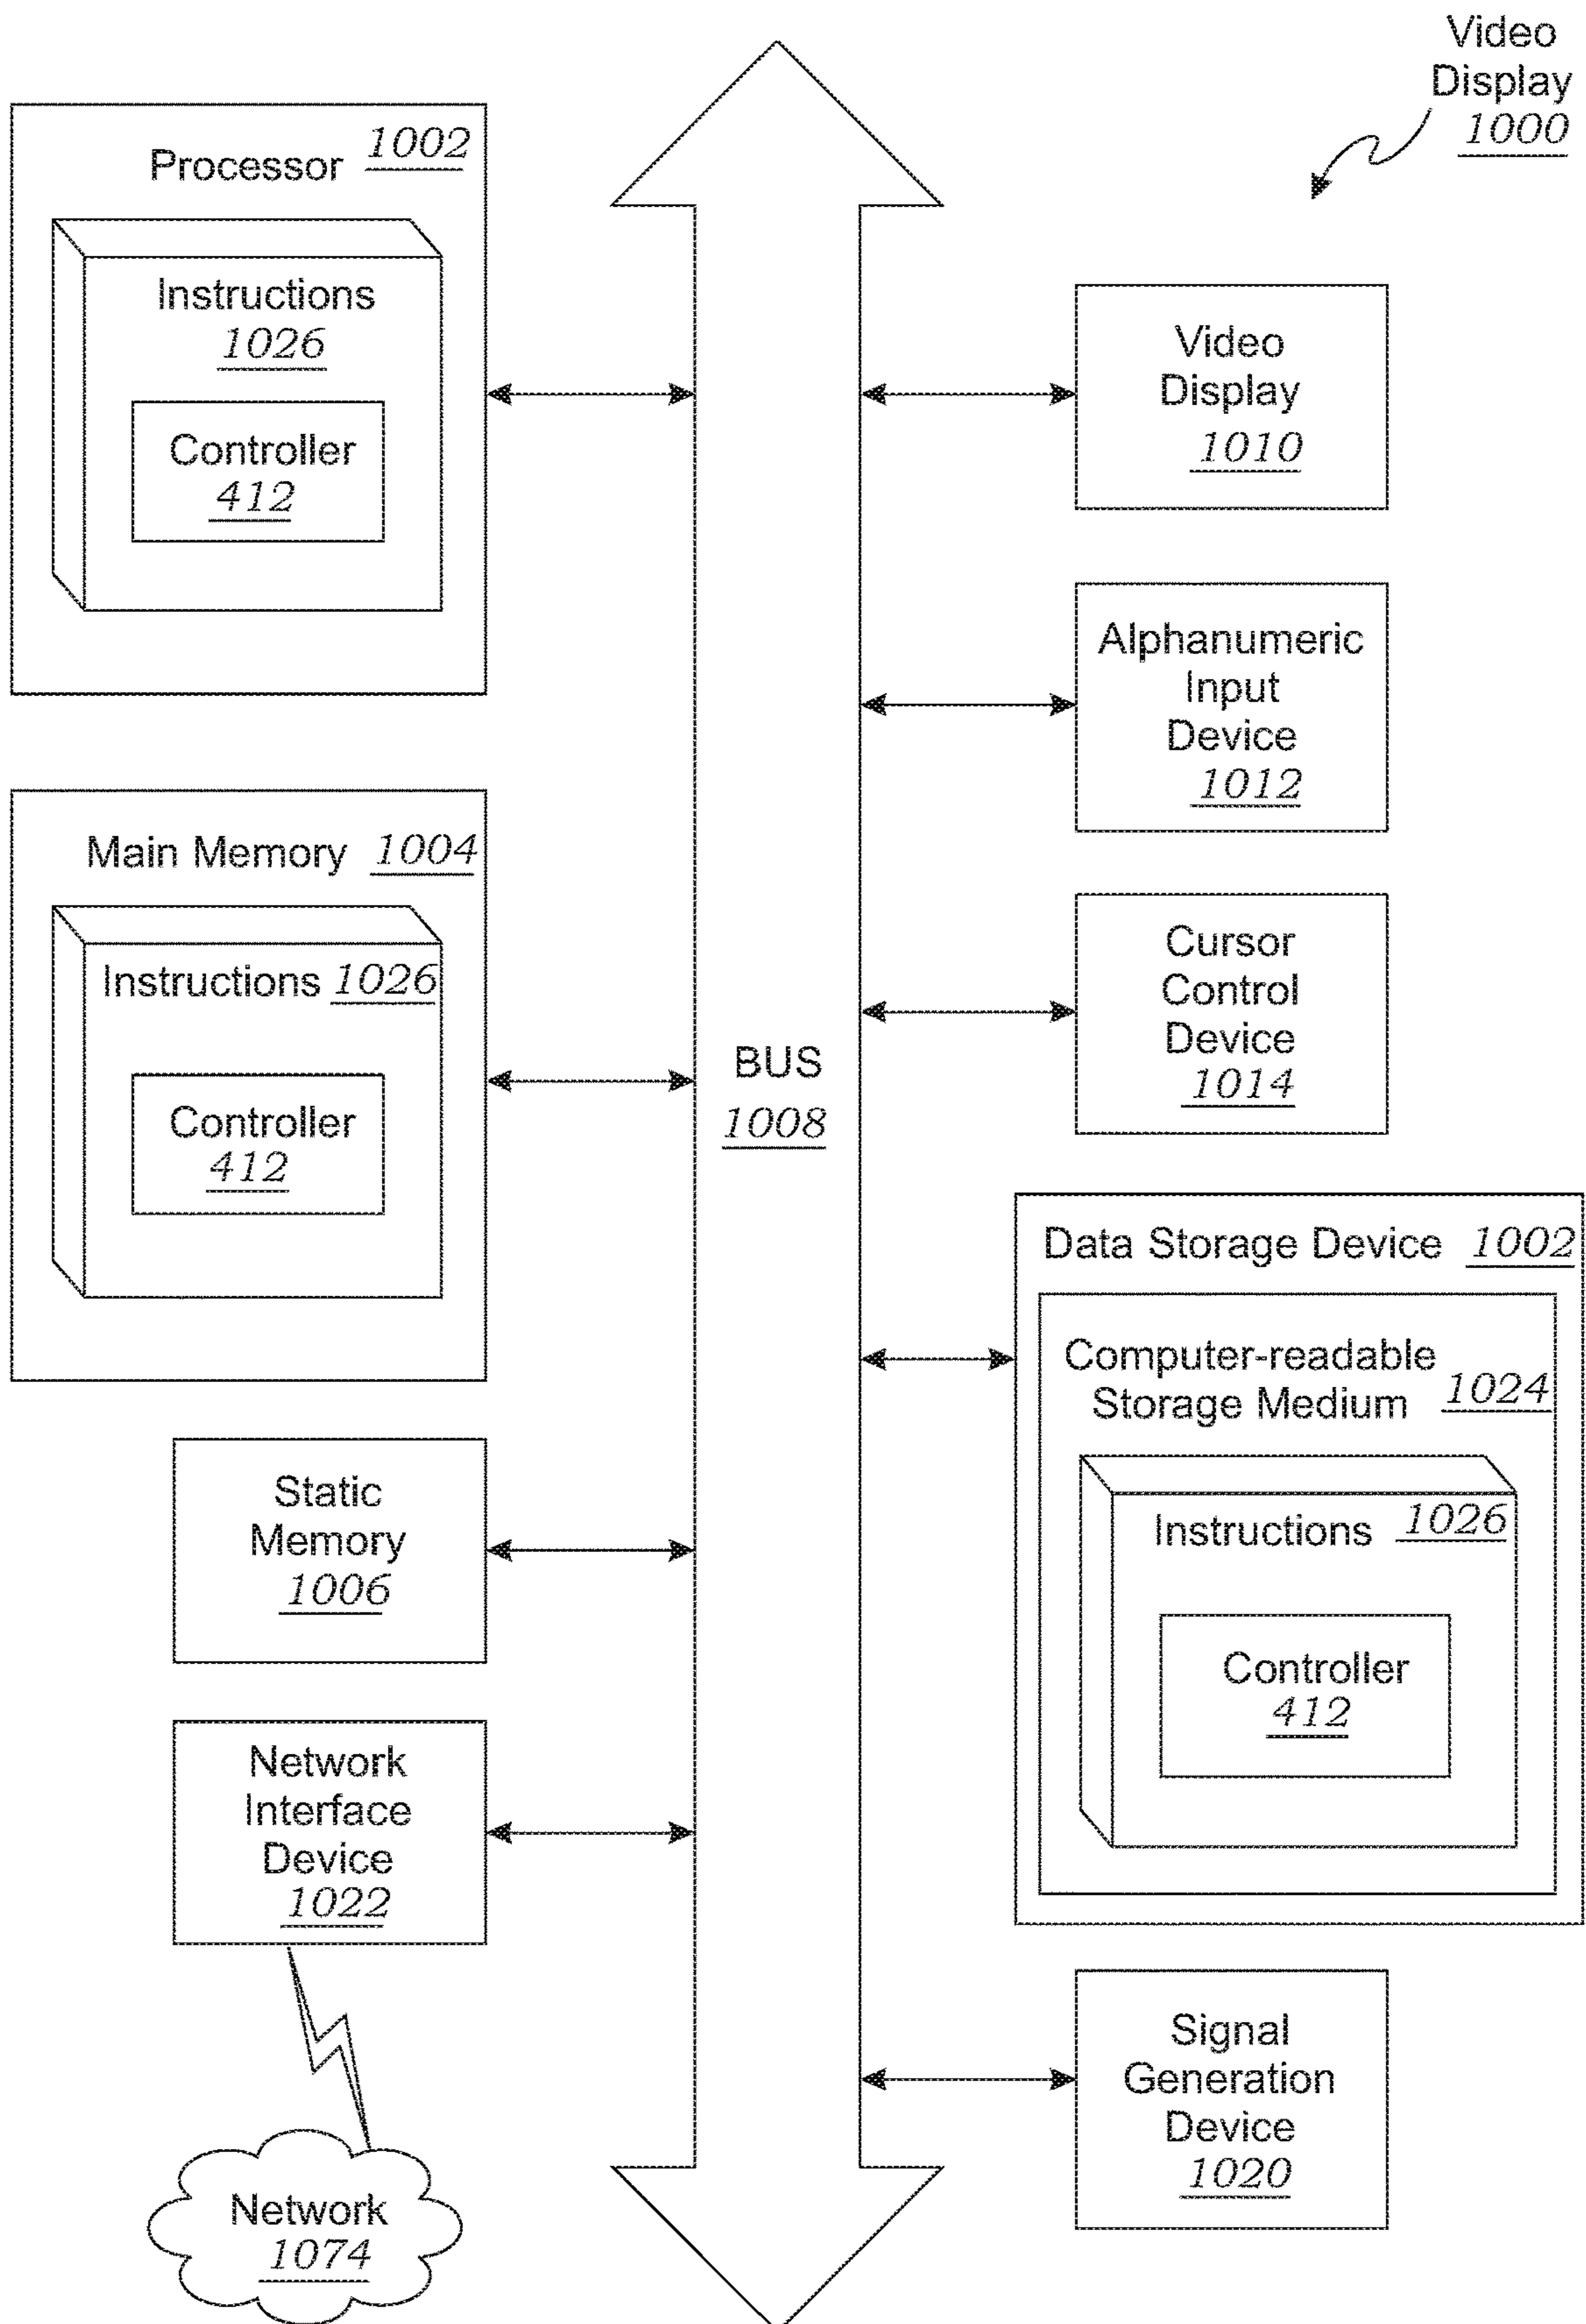 Video
Display
1000
Processor 1002
Instructions
1026
Controller
412
Main Memory 1004
Instructions 1026
Controller
412
Static
Memory
1006
Network
Interface
Device
1022
Network
1074
BUS
1008
Video
Display
1010
Alphanumeric
Input
Device
1012
Cursor
Control
Device
1014
Data Storage Device 1002
Computer-readable
Storage Medium 1024
Instructions 1026
Controller
412
Signal
Generation
Device
1020